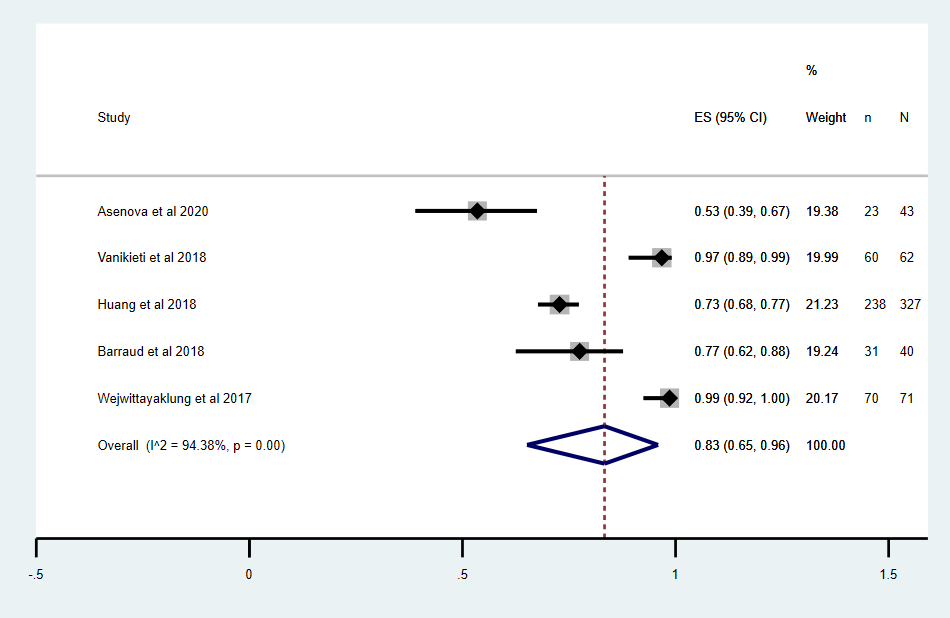 %
Study ES (95% CI) Weight n N
Asenova et al 2020 0.53 (0.39, 0.67) 19.38 23 43
Vanikieti et al 2018 0.97 (0.89, 0.99) 19.99 60 62
Huang et al 2018 0.73 (0.68, 0.77) 21.23 238 327
Barraud et al 2018 0.77 (0.62, 0.88) 19.24 31 40
Wejwittayaklung et al 2017 0.99 (0.92, 1.00) 20.17 70 71
Overall (I^2 = 94.38%, p = 0.00) 0.83 (0.65, 0.96) 100.00
-.5 0 .5 1 1.5